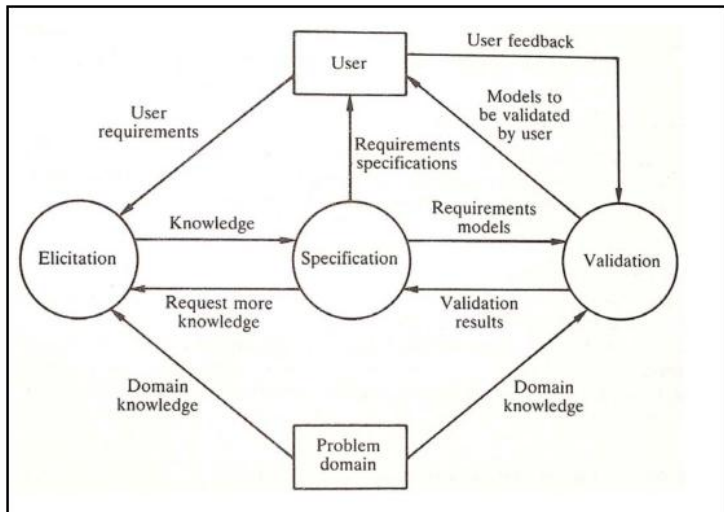 User
User feedback
User
requirements
Models to
be validated
by user
Requirements
specifications
Knowledge
Requirements
models
Elicitation
Specification
Validation
Request more
knowledge
Validation
results
Domain
knowledge
Domain
knowledge
Problem
domain